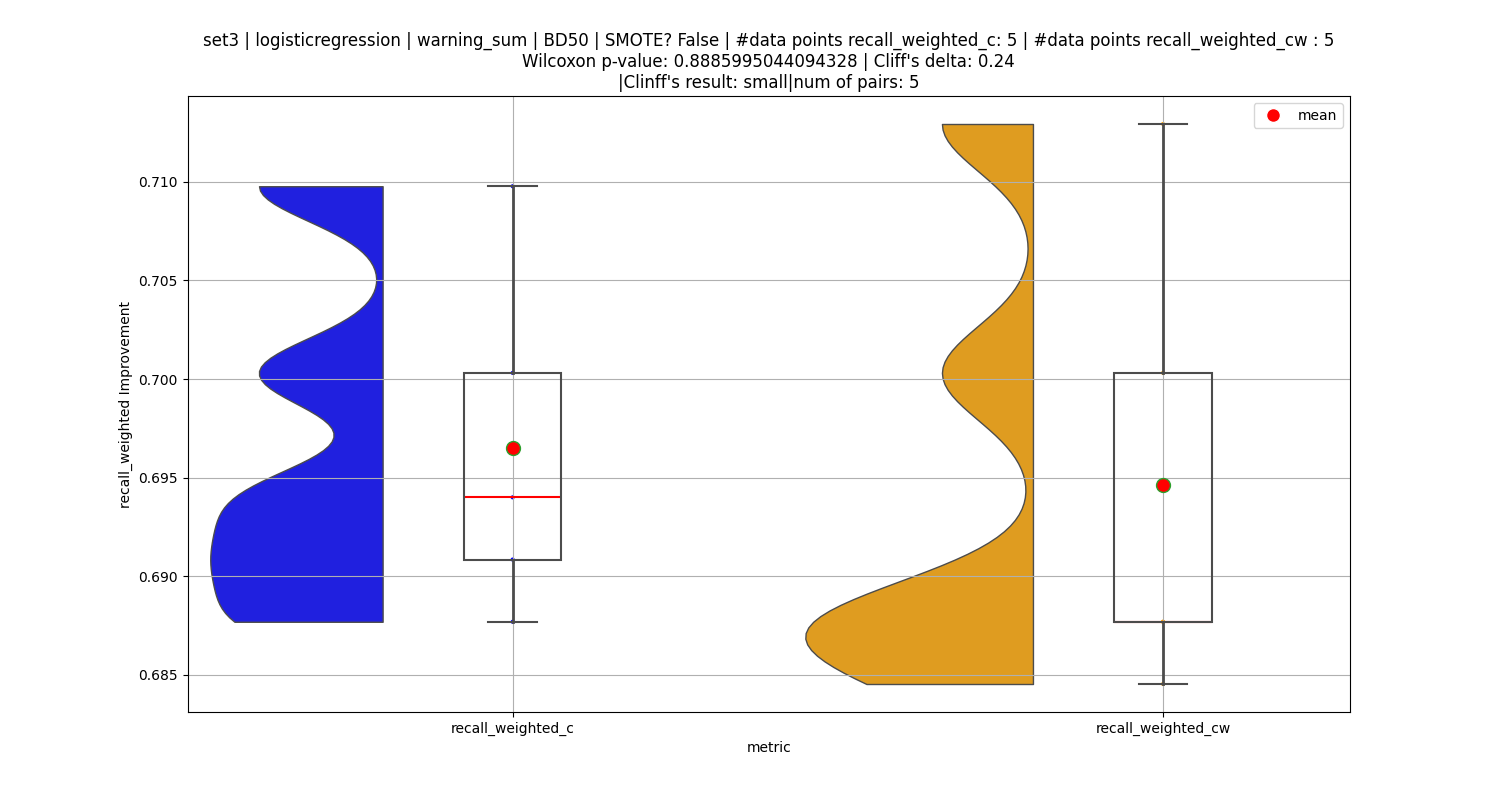 set3 | logisticregression | warning_sum | BD50 | SMOTE? False | #data points recall_weighted_c: 5 | #data points recall_weighted_cw : 5
Wilcoxon p-value: 0.8885995044094328 | Cliff's delta: 0.24
|Clinff's result: small|num of pairs: 5
mean
0.710
0.705
0.700
0.695
0.690
0.685
recall_weighted Improvement
recall_weighted_c
recall_weighted_cw
metric